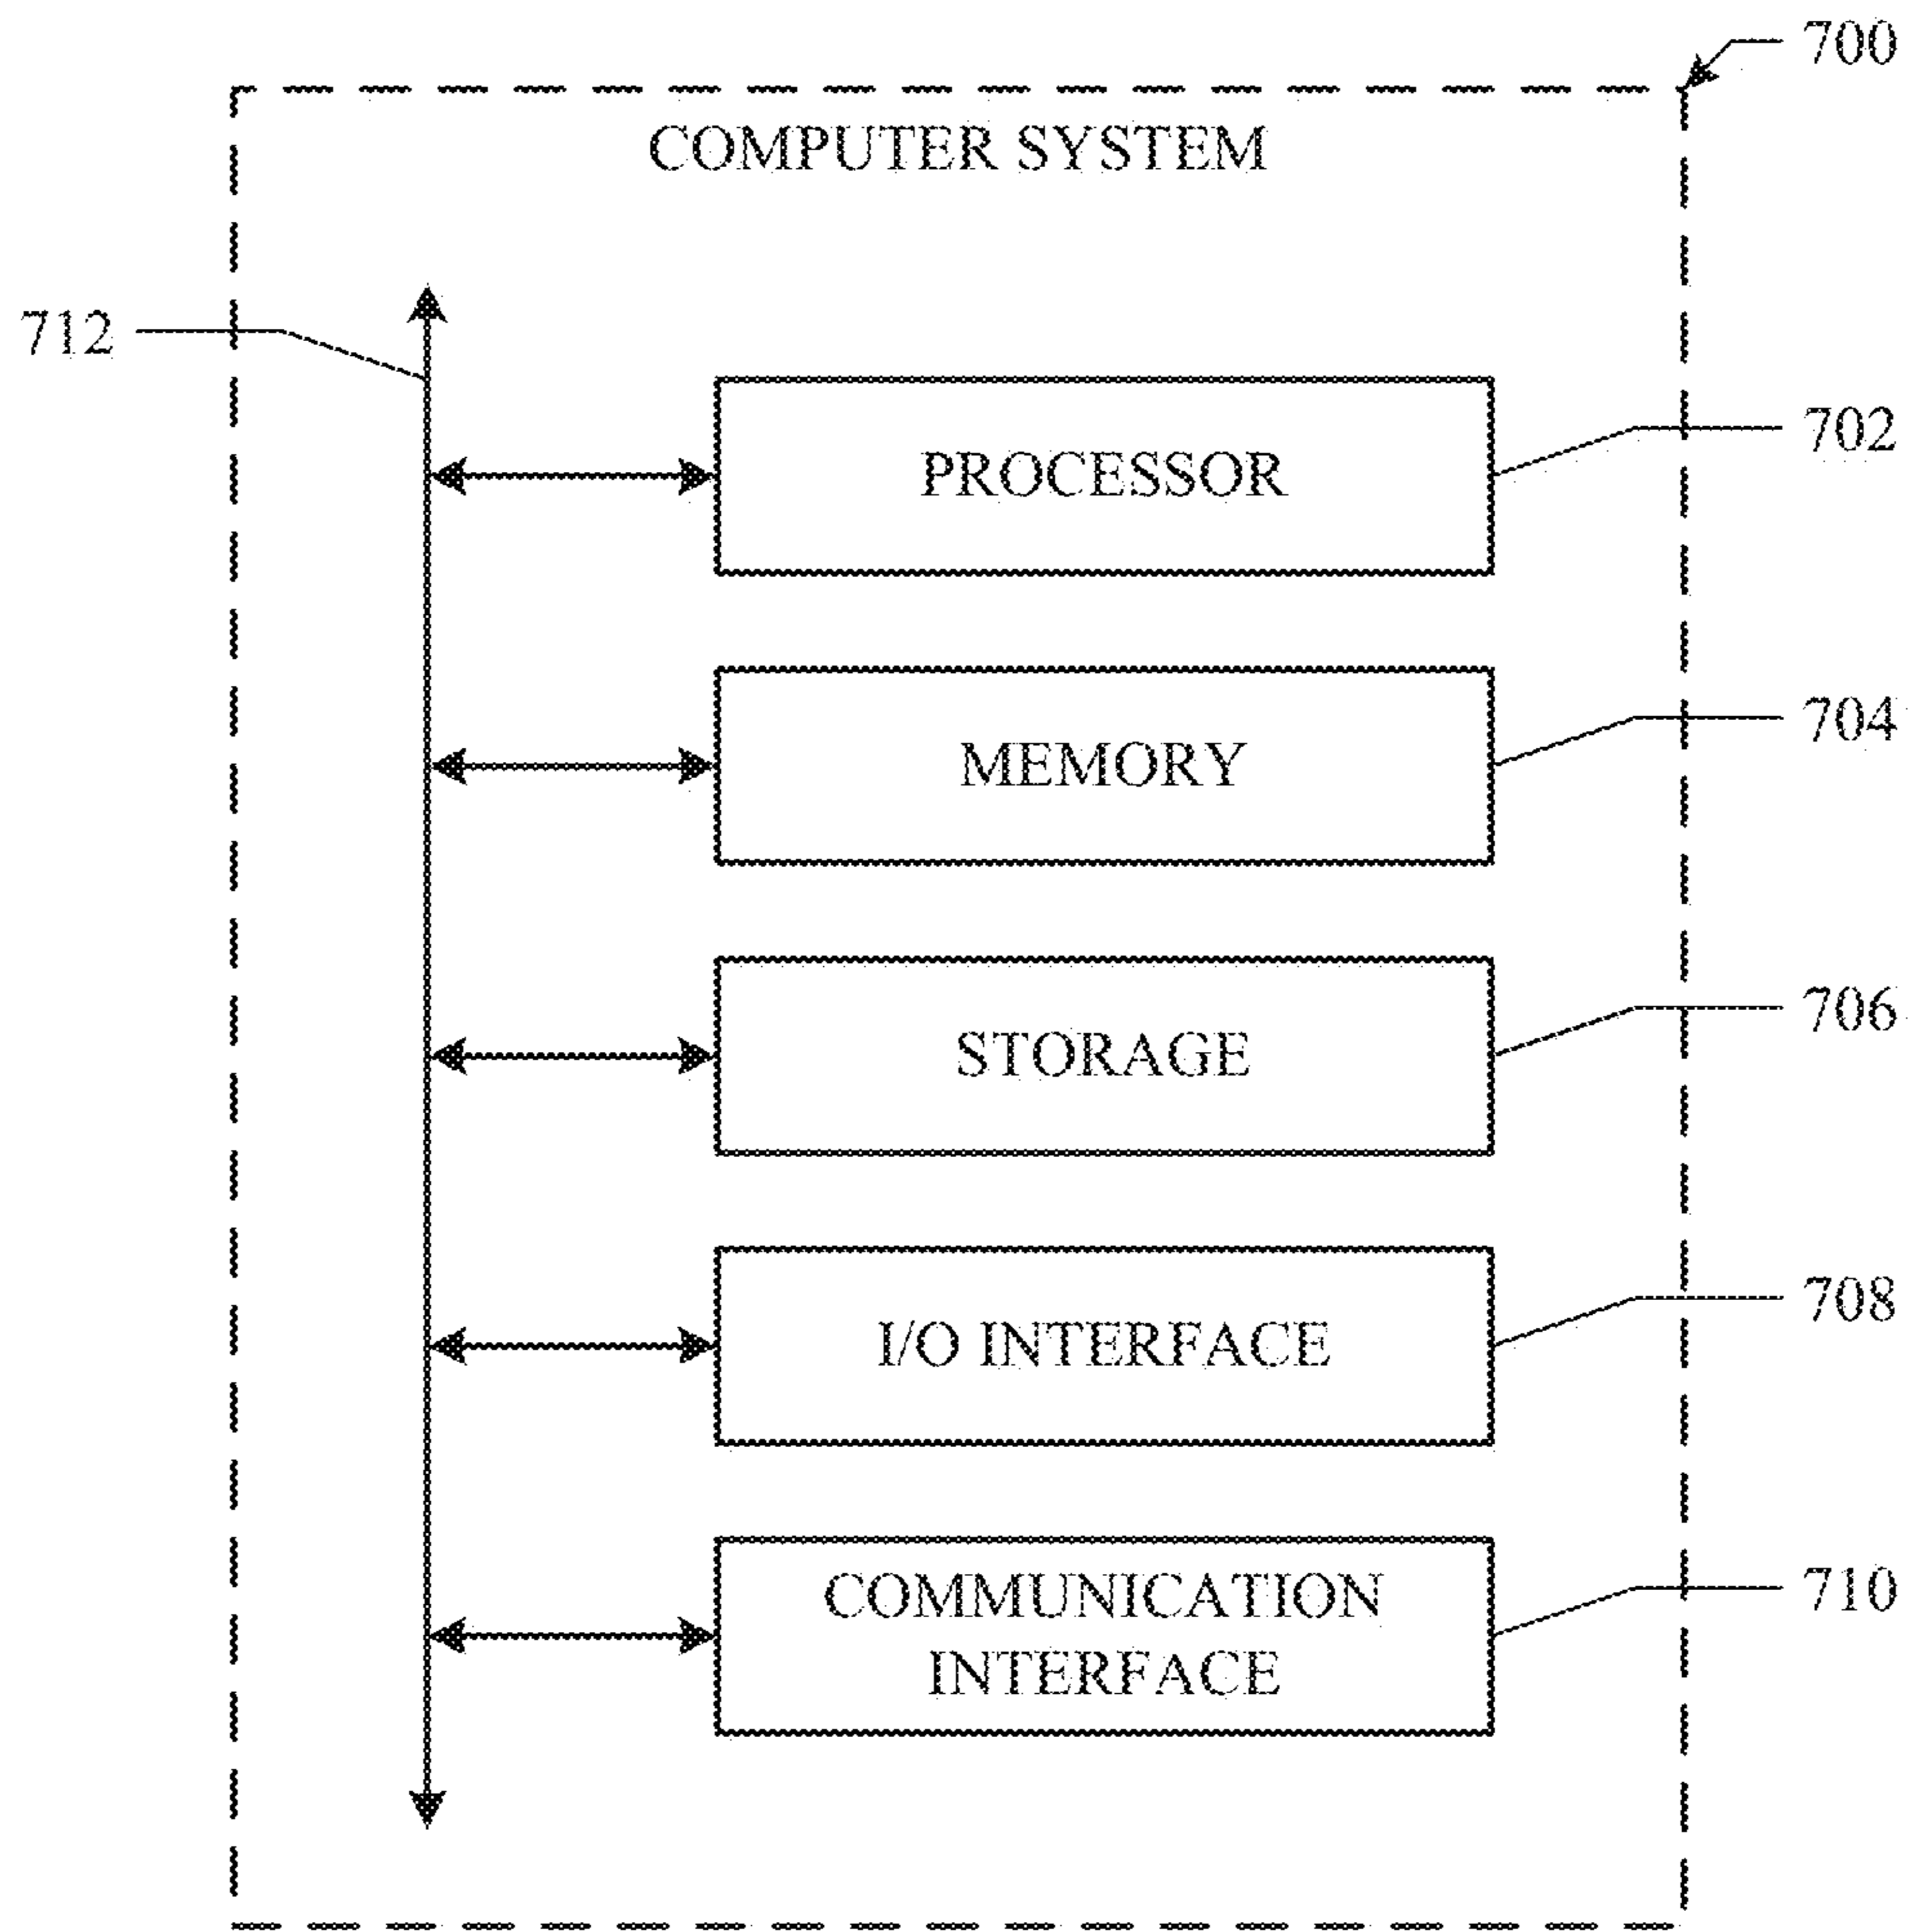 700
COMPUTER SYSTEM
712
PROCESSOR
702
MEMORY
704
STORAGE
706
I/O INTERFACE
708
COMMUNICATION
INTERFACE
710